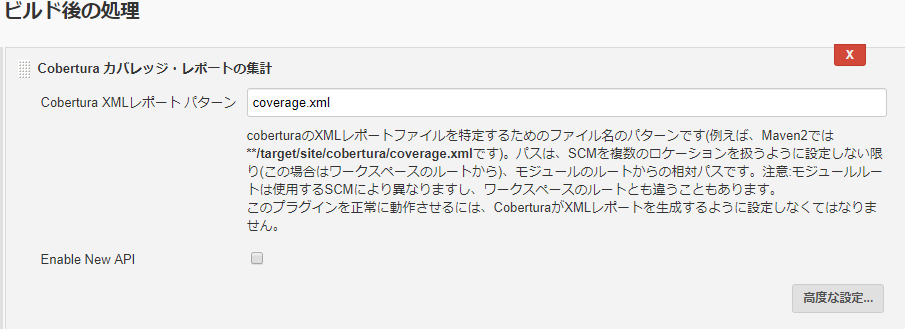 ビルド後の処理
X
Cobertura カバレッジ・レポートの集計
Cobertura XMLレポート パターン
coverage.xml
coberturaのXMLレポートファイルを特定するためのファイル名のパターンです(例えば、Maven2では
**/target/site/cobertura/coverage.xmlです)。パスは、SCMを複数のロケーションを扱うように設定しない限
り(この場合はワークスペースのルートから)、モジュールのルートからの相対パスです。注意:モジュールルー
トは使用するSCMにより異なりますし、ワークスペースのルートとも違うこともあります。
このプラグインを正常に動作させるには、CoberturaがXMLレポートを生成するように設定しなくてはなりま
せん。
Enable New API
高度な設定...